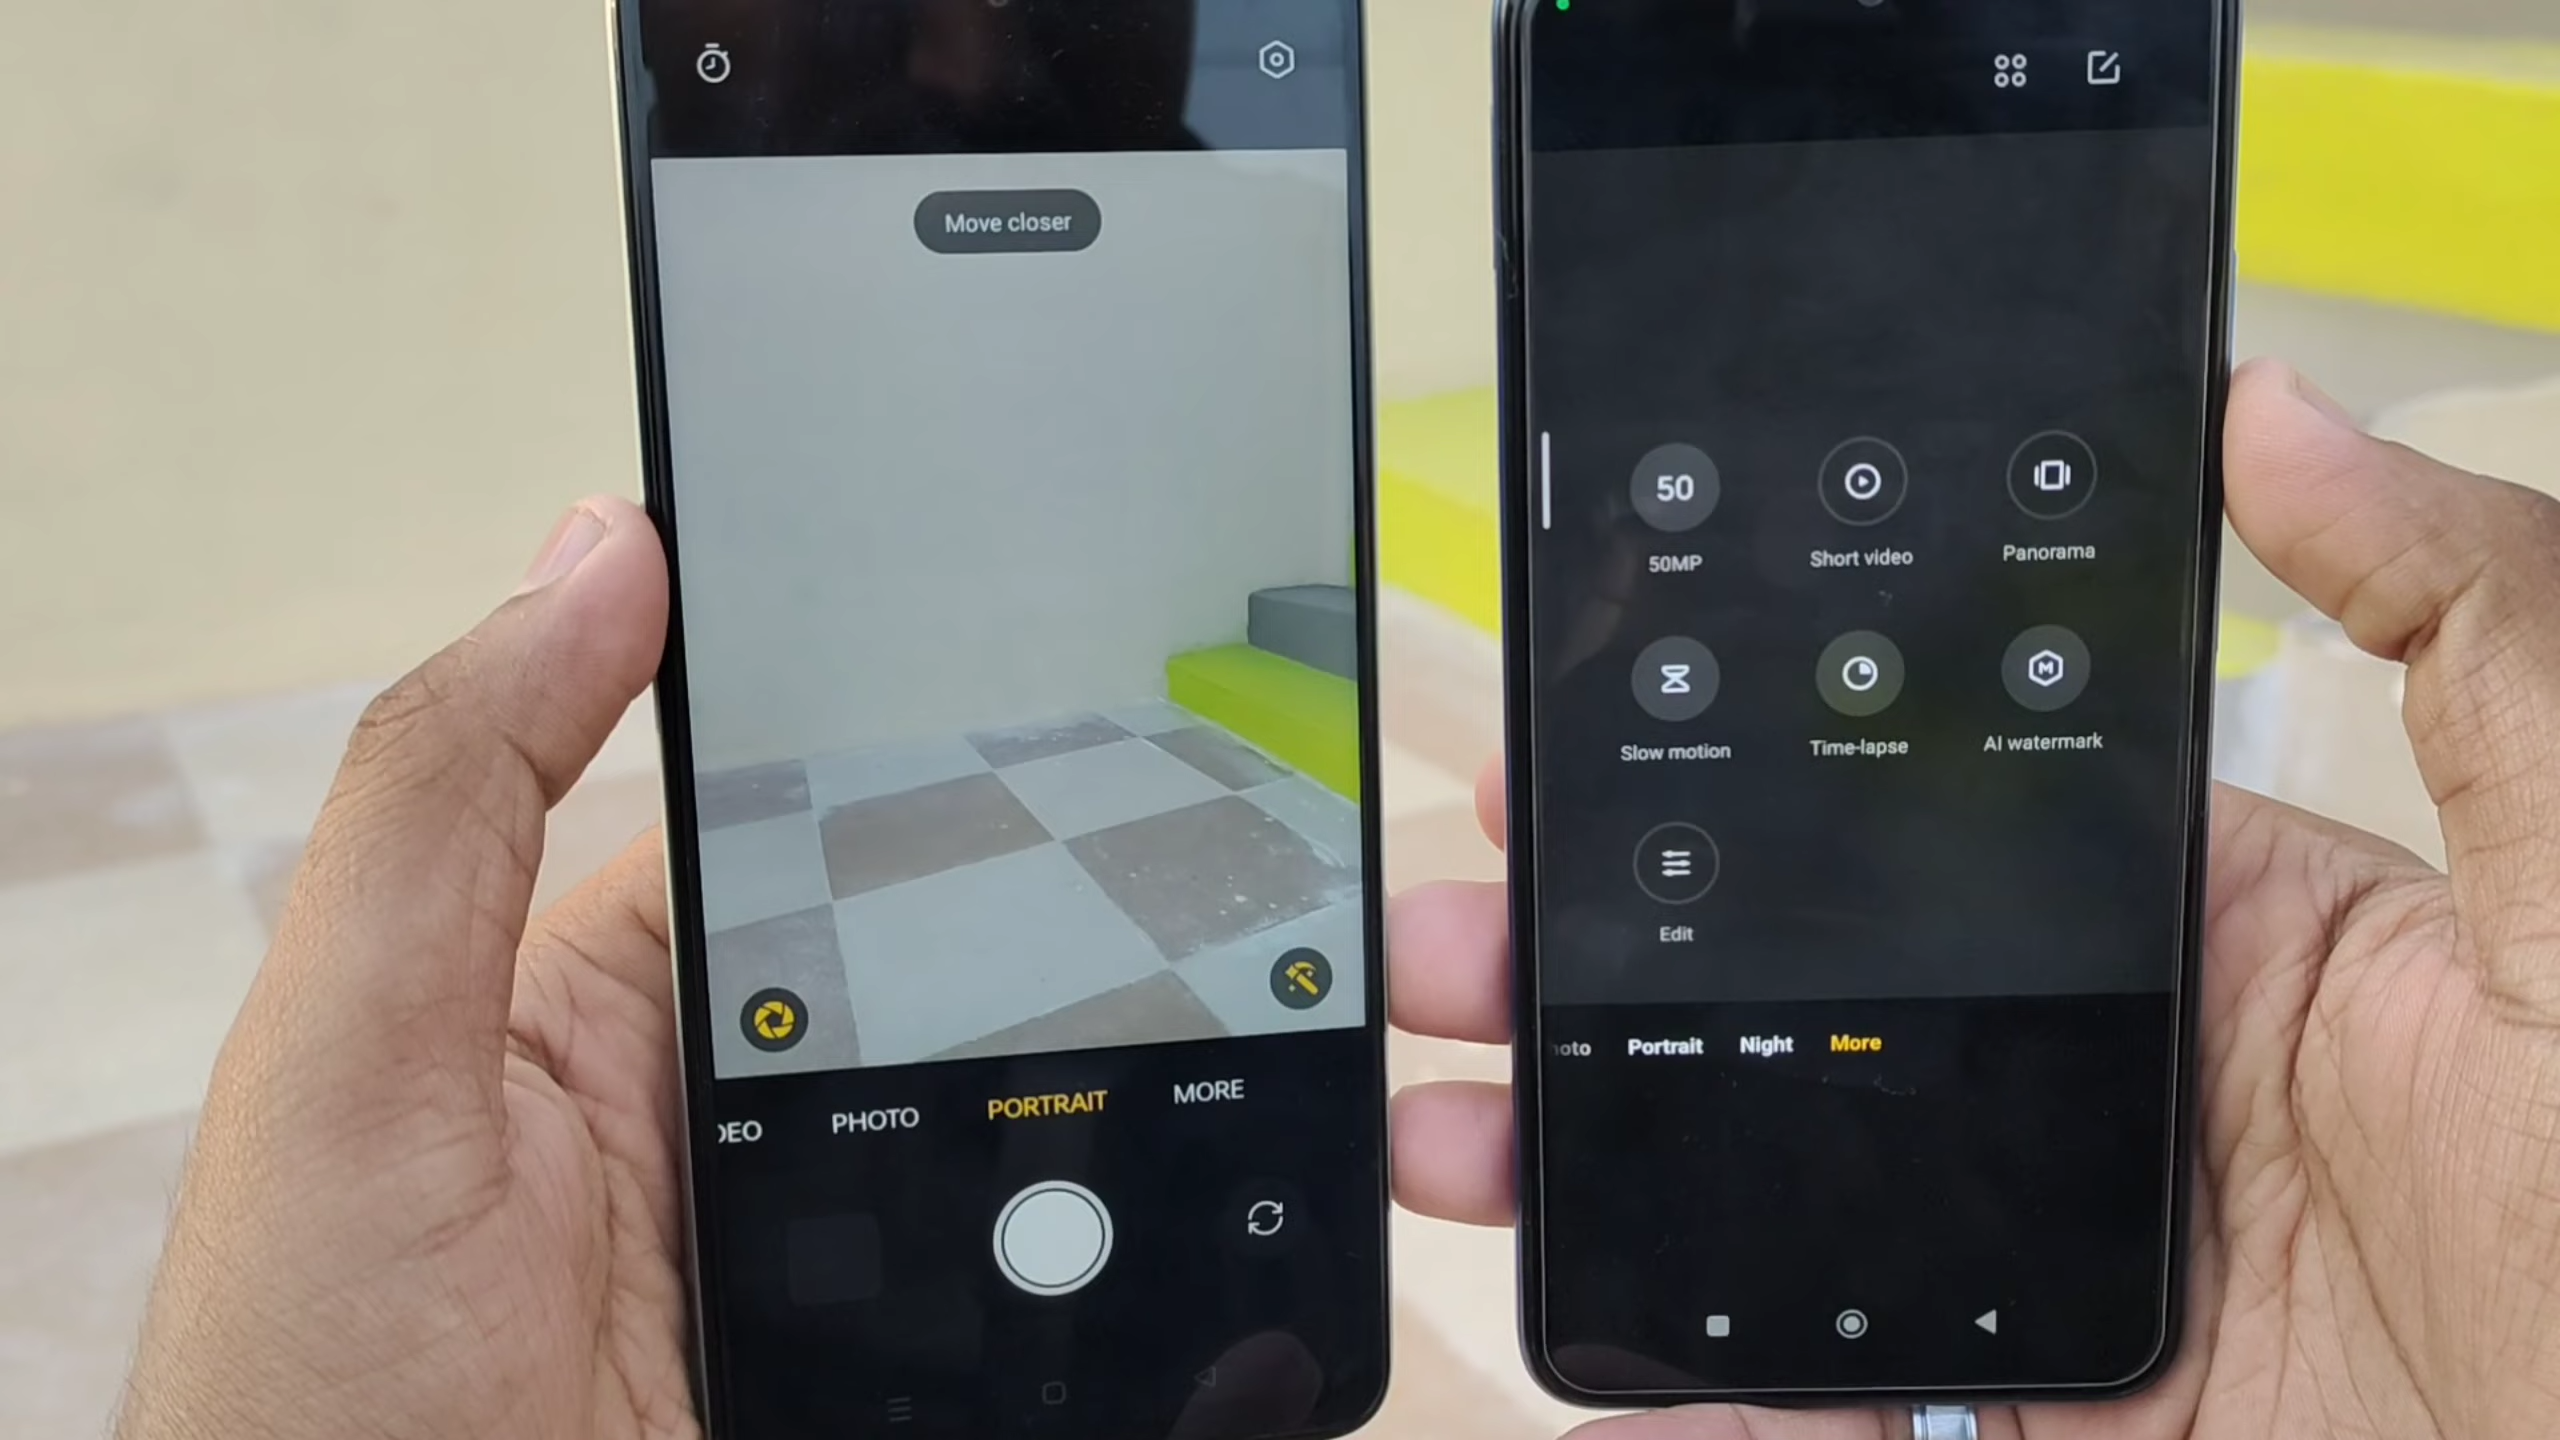 Move closer
DEO PHOTO PORTRAIT MORE
50
50MP Short video Panorama
Slow motion Time-lapse AI watermark
Edit
oto Portrait Night More